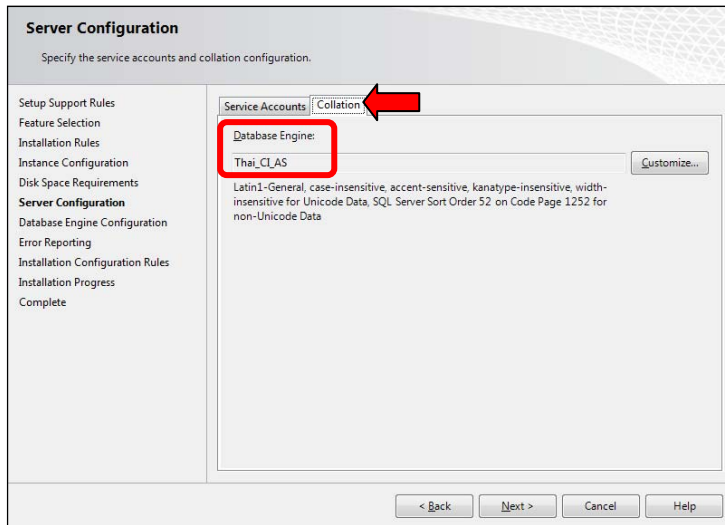 Server Configuration
Specify the service accounts and collation configuration.
Setup Support Rules
Feature Selection
Installation Rules
Instance Configuration
Disk Space Requirements
Server Configuration
Database Engine Configuration
Error Reporting
Installation Configuration Rules
Installation Progress
Complete
Service Accounts
Collation
Database Engine:
Thai_CI_AS
Customize...
Latin1-General, case-insensitive, accent-sensitive, kanatype-insensitive, width-
insensitive for Unicode Data, SQL Server Sort Order 52 on Code Page 1252 for
non-Unicode Data
< Back
Next >
Cancel
Help